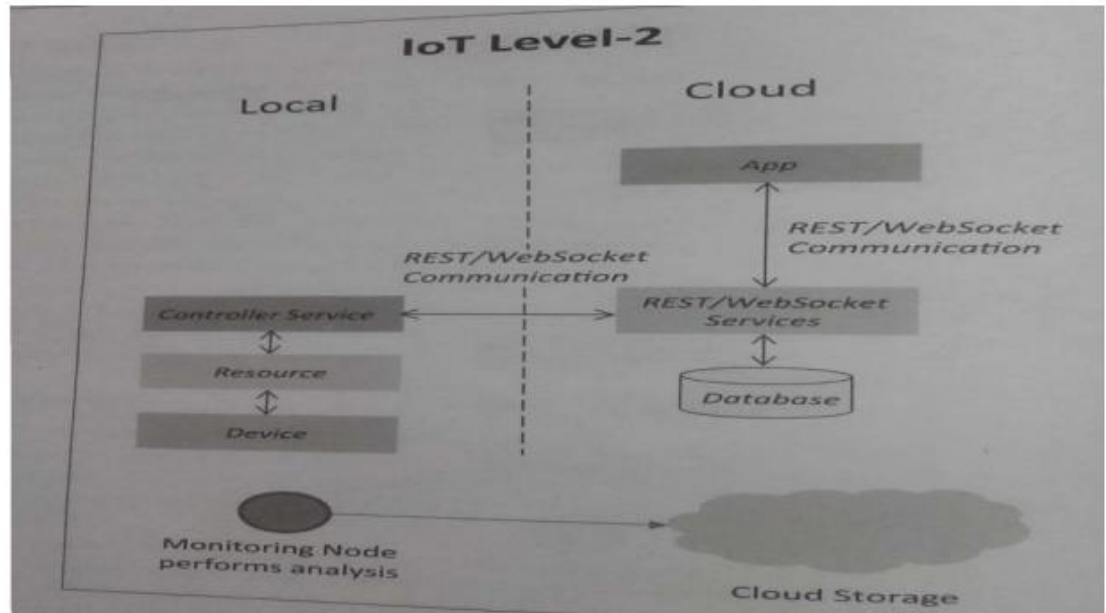 IoT Level-2
Local
Cloud
App
REST/WebSocket
Communication
REST/WebSocket
Communication
Controller Service
REST/WebSocket
Services
Resource
Database
Device
Monitoring Node
performs analysis
Cloud Storage